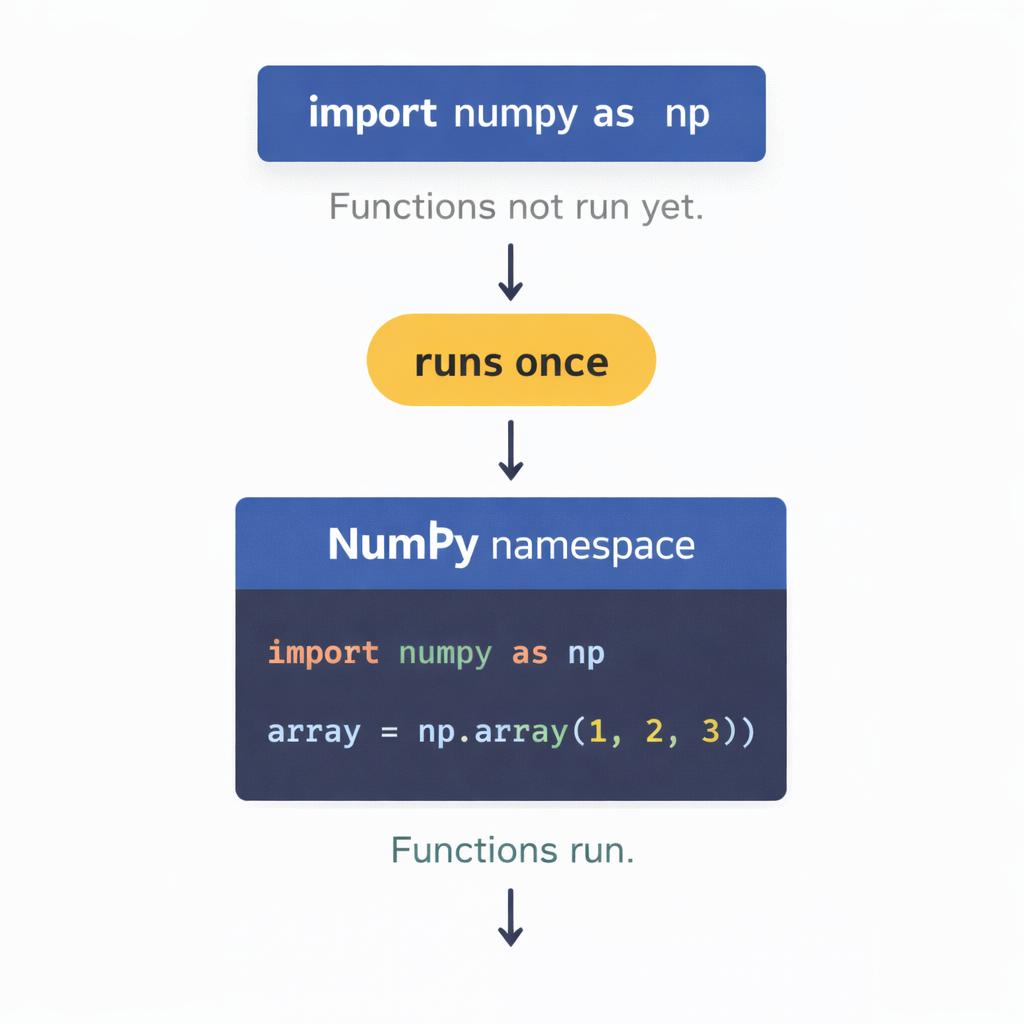 import numpy as np
Functions not run yet.
runs once
NumPy namespace
import numpy as np
array = np.array(1, 2, 3))
Functions run.